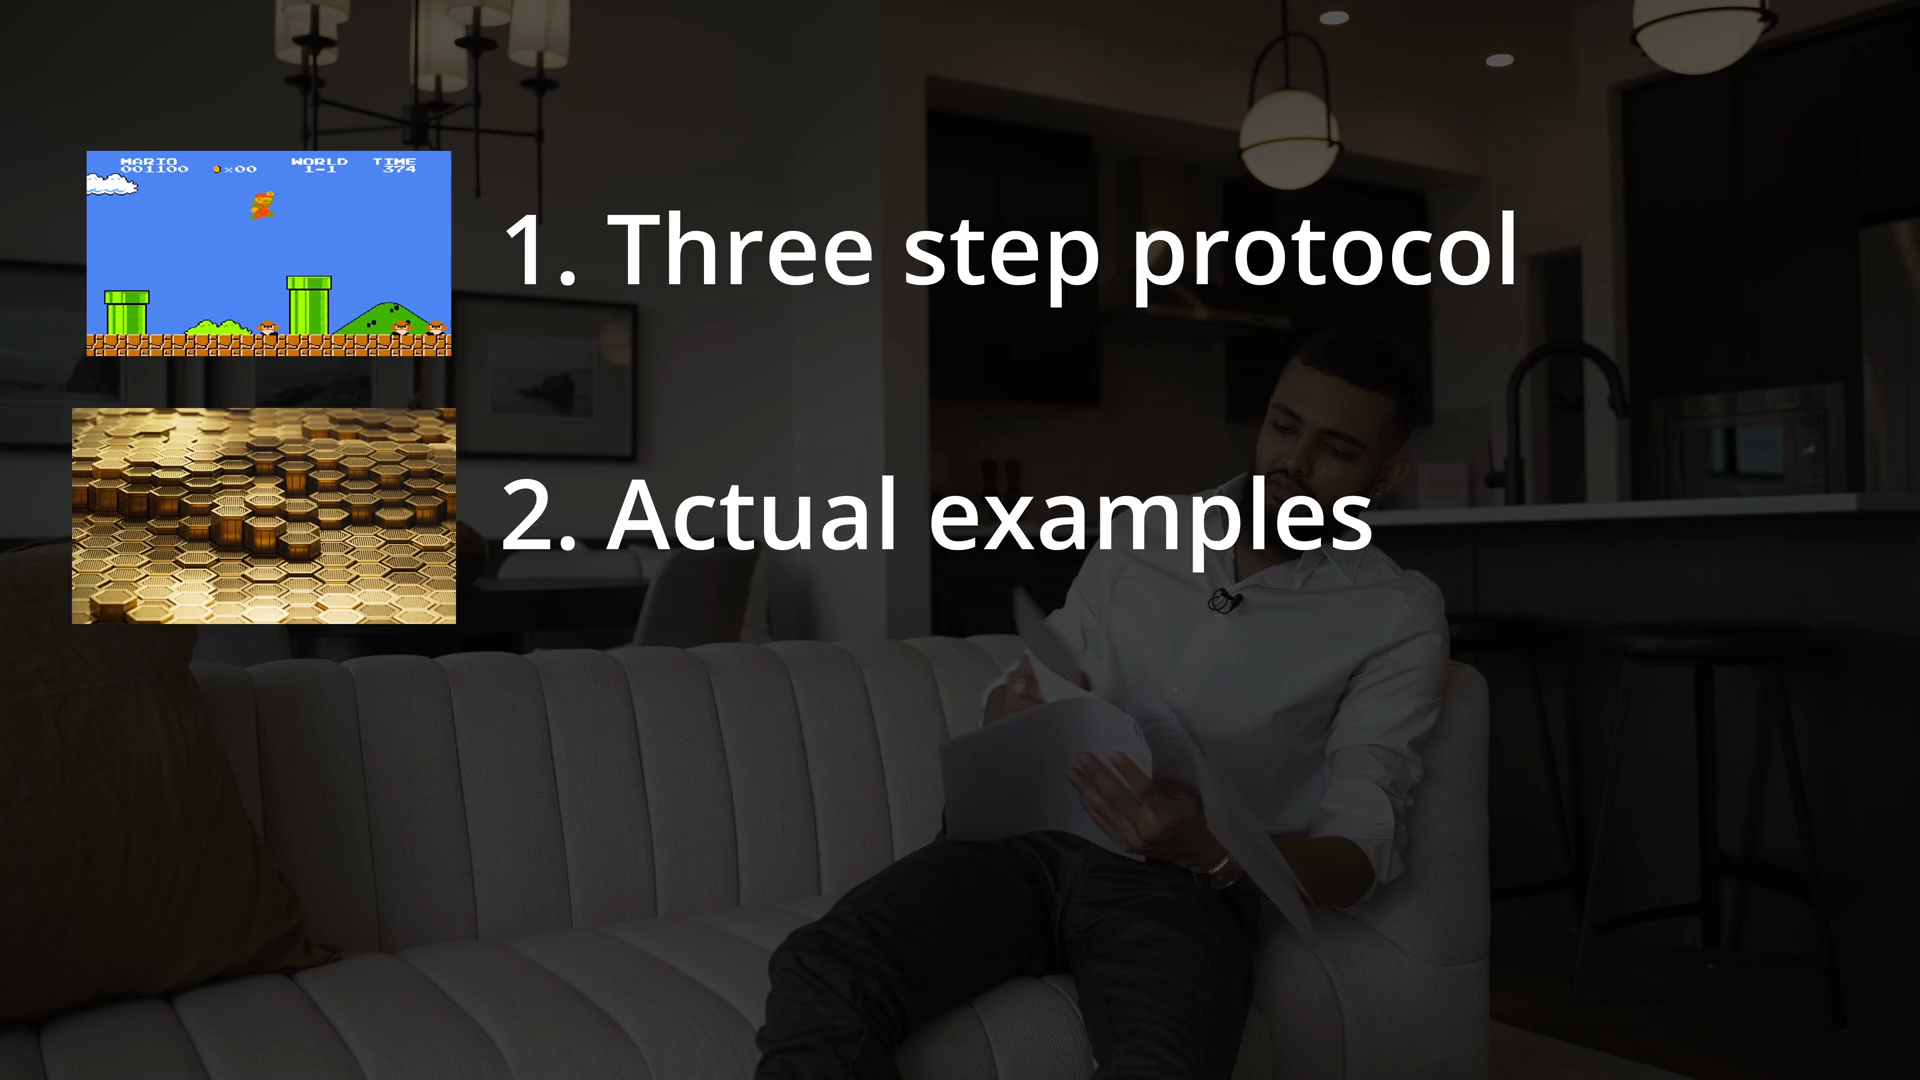 MARIO WORLD TIME
001100 ×00 1-1 374
1. Three step protocol
2. Actual examples